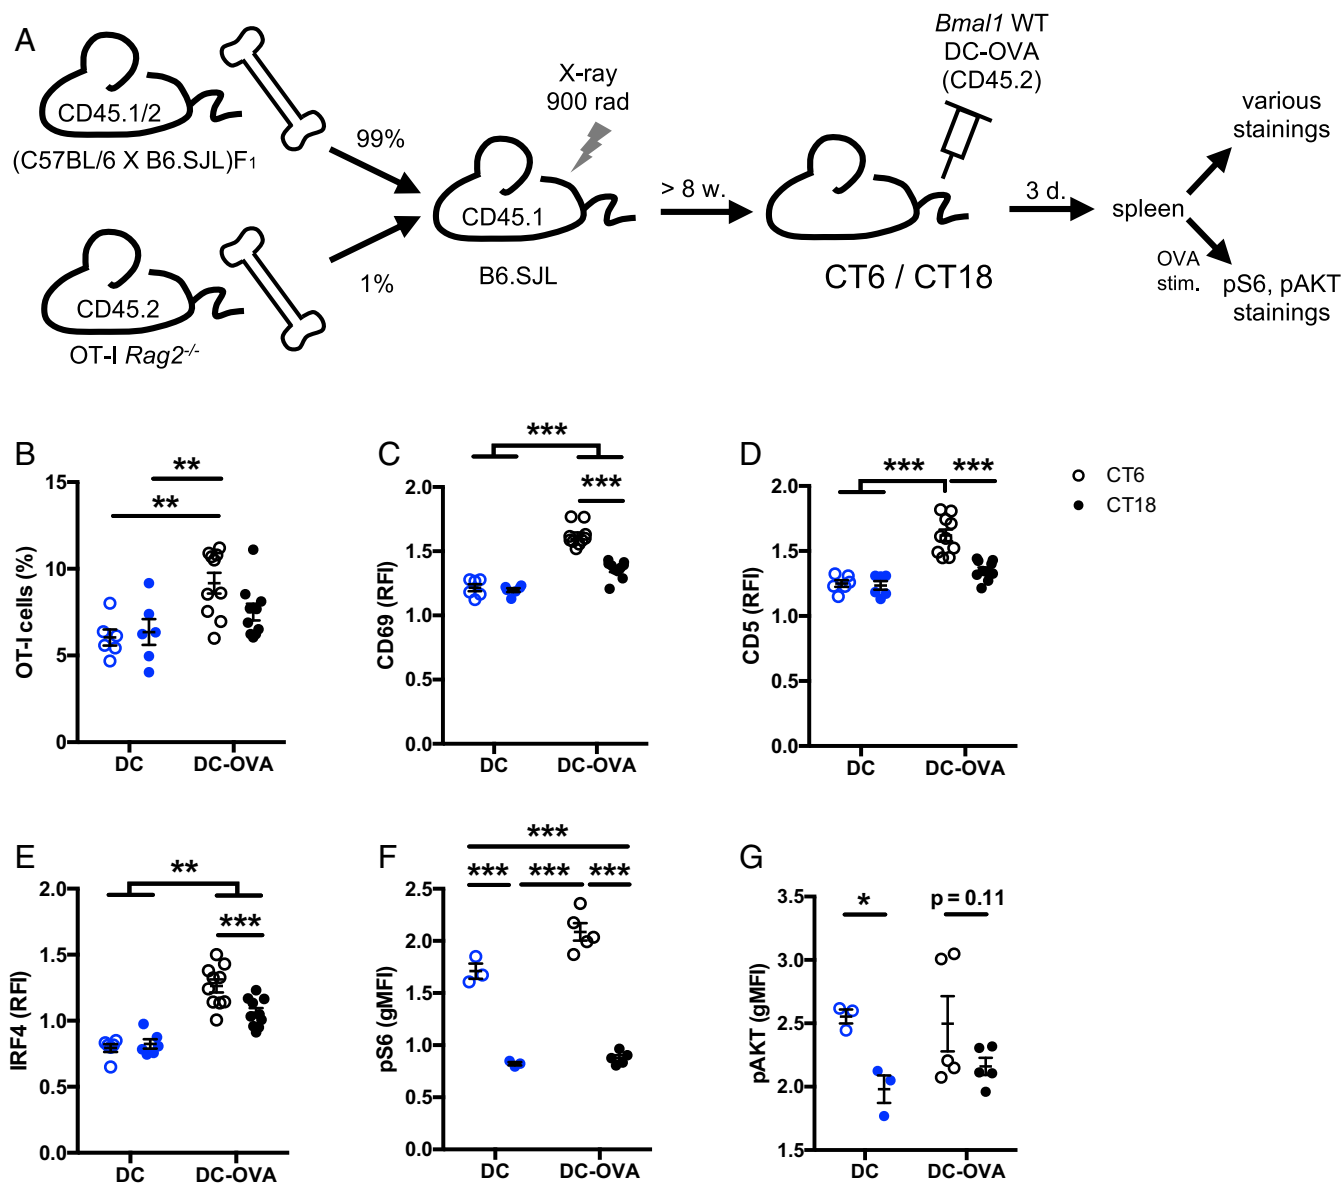 A
CD45.1/2
(C57BL/6 X B6.SJL)F1
99%
CD45.2
OT-I Rag2-/-
1%
X-ray
900 rad
CD45.1
B6.SJL
> 8 w.
Bmal1 WT
DC-OVA
(CD45.2)
CT6 / CT18
3 d.
spleen
various
stainings
OVA
stim.
pS6, pAKT
stainings
B
**
**
15
10
5
0
OT-I cells (%)
DC
DC-OVA
C
***
***
2.0
1.5
1.0
0.5
0.0
CD69 (RFI)
DC
DC-OVA
D
***
***
2.0
1.5
1.0
0.5
0.0
CD5 (RFI)
DC
DC-OVA
CT6
CT18
E
**
***
2.0
1.5
1.0
0.5
0.0
IRF4 (RFI)
DC
DC-OVA
F
***
*** *** ***
2.5
2.0
1.5
1.0
0.5
0.0
pS6 (gMFI)
DC
DC-OVA
G
*
p = 0.11
3.5
3.0
2.5
2.0
1.5
pAKT (gMFI)
DC
DC-OVA